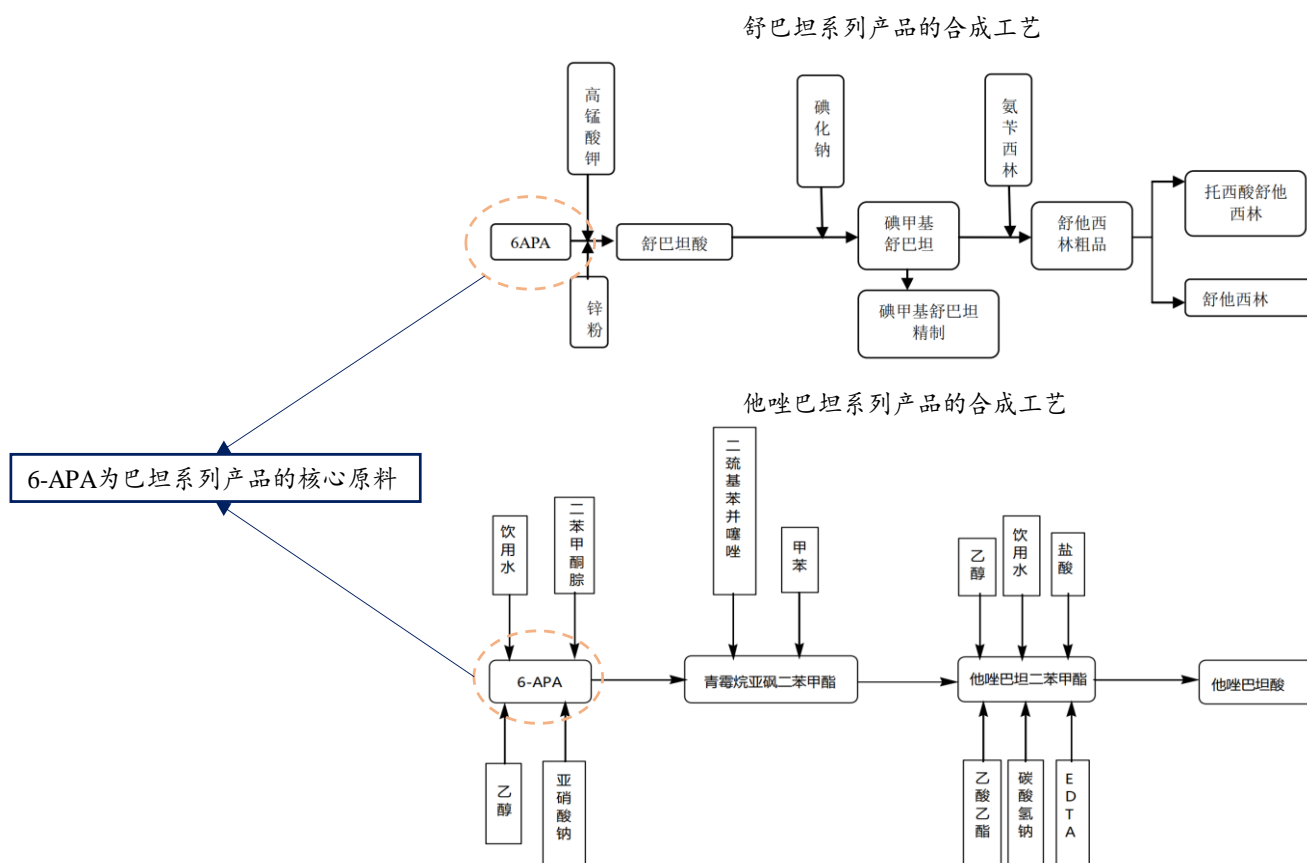 舒巴坦系列产品的合成工艺
高锰酸钾
碘化钠
氨苄西林
6APA
舒巴坦酸
碘甲基
舒巴坦
舒他西
林粗品
托西酸舒他
西林
锌粉
碘甲基舒巴坦
精制
舒他西林
他唑巴坦系列产品的合成工艺
6-APA为巴坦系列产品的核心原料
饮用水
二苯甲酮腙
二巯基苯并噻唑
甲苯
乙醇
饮用水
盐酸
6-APA
青霉烷亚砜二苯甲酯
他唑巴坦二苯甲酯
他唑巴坦酸
乙醇
亚硝酸钠
乙酸乙酯
碳酸氢钠
EDTA